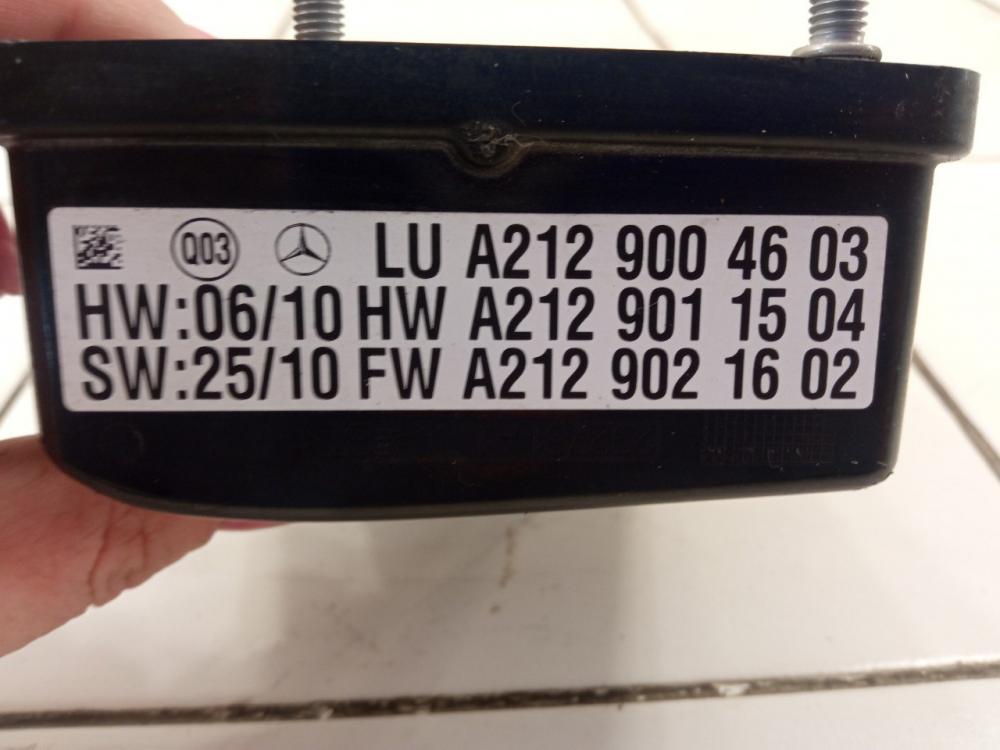 Q03 LU A212 900 46 03
HW:06/10 HW A212 901 15 04
SW:25/10 FW A212 902 16 02